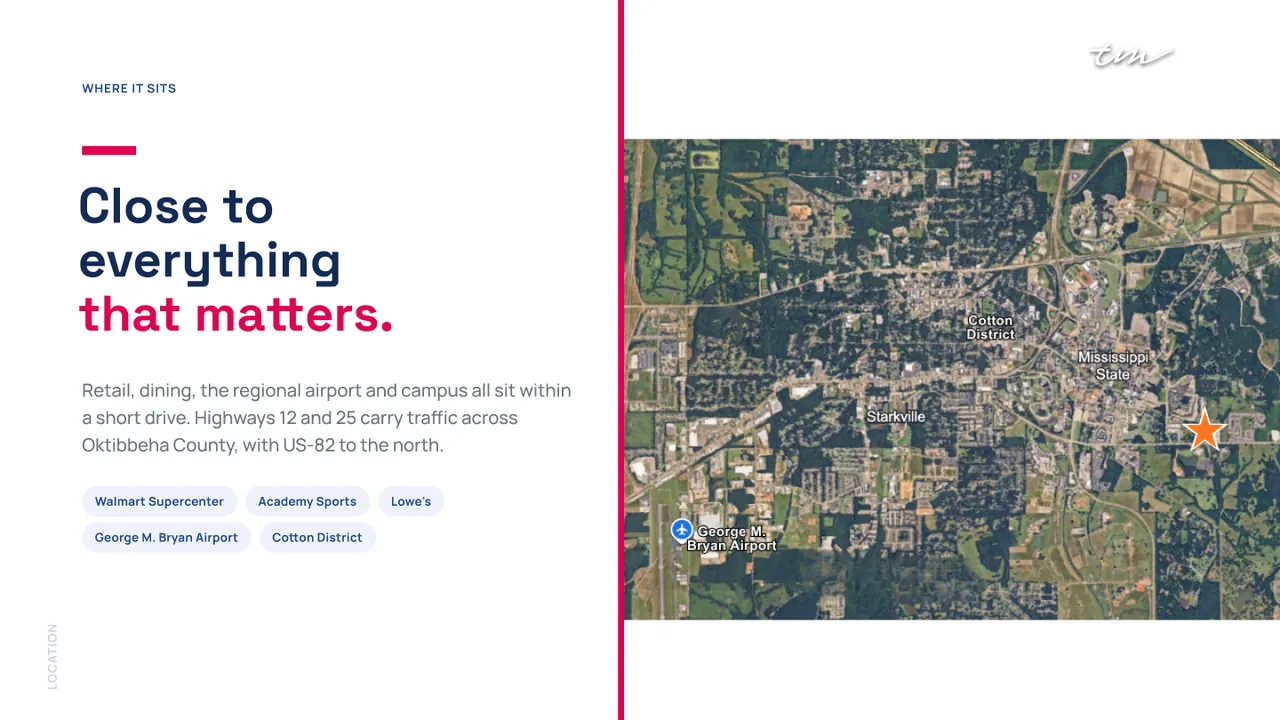 WHERE IT SITS
Close to
everything
that matters.
Retail, dining, the regional airport and campus all sit within
a short drive. Highways 12 and 25 carry traffic across
Oktibbeha County, with US-82 to the north.
Walmart Supercenter
Academy Sports
Lowe's
George M. Bryan Airport
Cotton District
LOCATION
tm
Cotton
District
Mississippi
State
Starkville
George M.
Bryan Airport